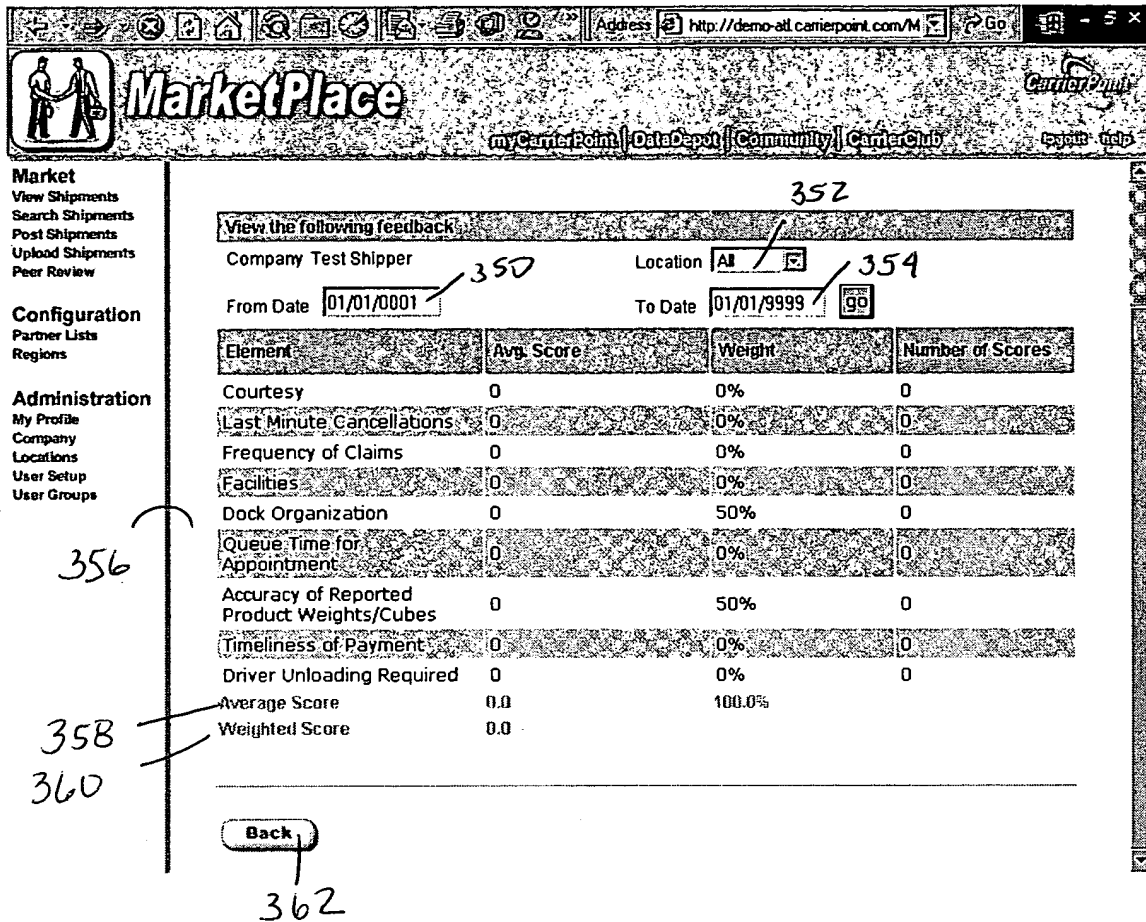 Address http://demo-atl.carrierpoint.com/M Go
MarketPlace
CarrierPoint
myCarrierPoint | DataDepot | Community | CarrierClub
logout help
Market
View Shipments
Search Shipments
Post Shipments
Upload Shipments
Peer Review
Configuration
Partner Lists
Regions
Administration
My Profile
Company
Locations
User Setup
User Groups
352
View the following feedback:
Company Test Shipper 350 Location All 354
From Date 01/01/0001 To Date 01/01/9999 go
Element Avg. Score Weight Number of Scores
Courtesy 0 0% 0
Last Minute Cancellations 0 0% 0
Frequency of Claims 0 0% 0
Facilities 0 0% 0
Dock Organization 0 50% 0
Queue Time for
Appointment 0 0% 0
Accuracy of Reported
Product Weights/Cubes 0 50% 0
Timeliness of Payment 0 0% 0
Driver Unloading Required 0 0% 0
Average Score 0.0 100.0%
Weighted Score 0.0
356
358
360
Back
362